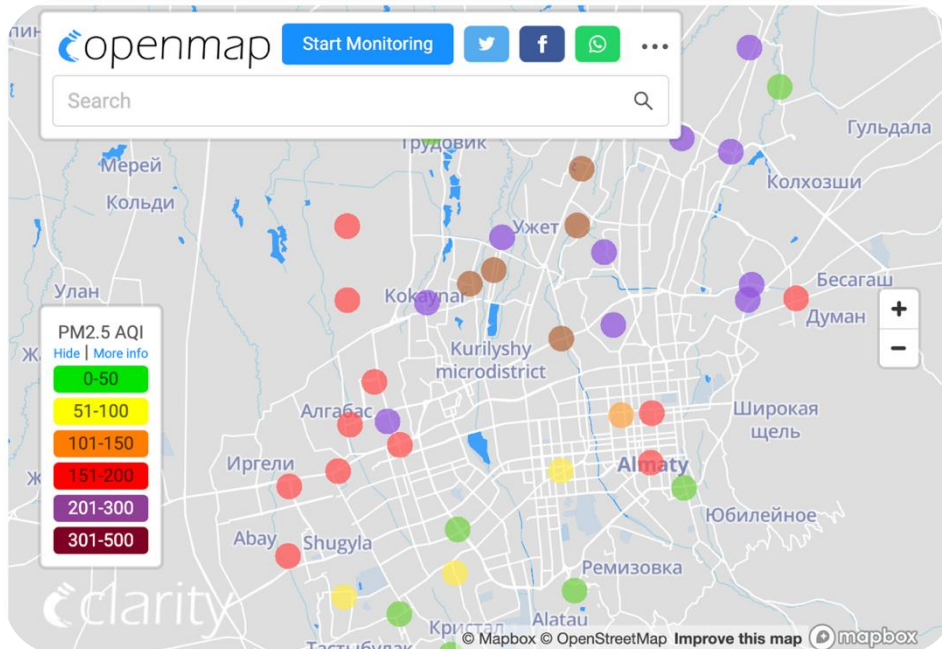 openmap
Start Monitoring
Search
Трудовик
Гульдала
Мерей
Колхозши
Кольди
Ужет
Улан
Kokaynar
Бесагаш
Думан
+
−
PM2.5 AQI
Hide | More info
0-50
51-100
101-150
151-200
201-300
301-500
Kurilyshy
microdistrict
Алгабас
Широкая
щель
Иргели
Almaty
Юбилейное
Abay
Shugyla
Ремизовка
clarity
Alatau
© Mapbox © OpenStreetMap Improve this map
mapbox